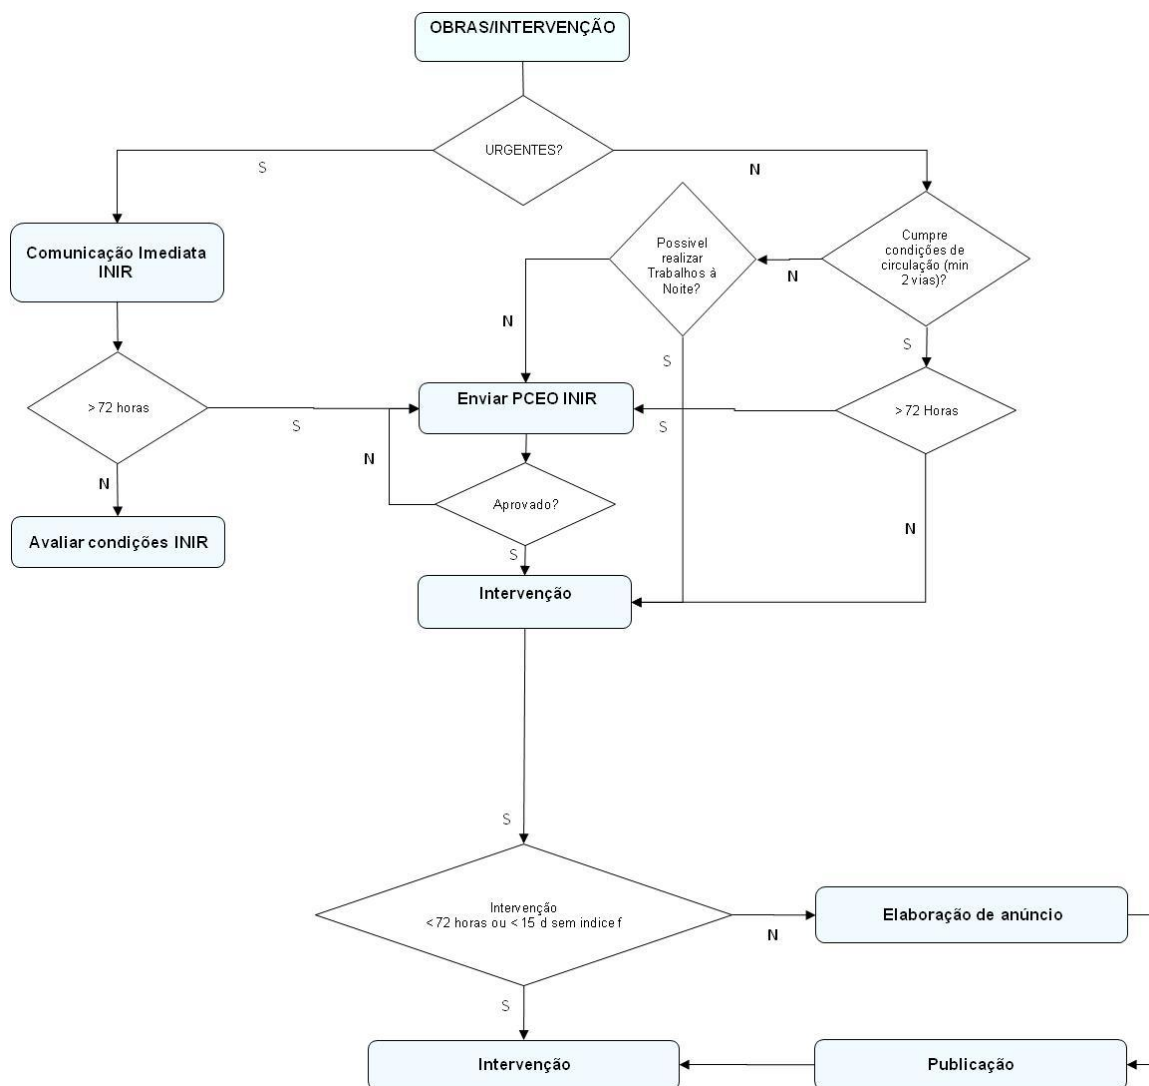 OBRAS/INTERVENÇÃO
URGENTES?
S
N
Comunicação Imediata
INIR
Possivel
realizar
Trabalhos à
Noite?
Cumpre
condições de
circulação (min
2 vias)?
N
N
S
S
> 72 horas
Enviar PCEO INIR
> 72 Horas
S
S
N
N
Aprovado?
N
Avaliar condições INIR
S
Intervenção
S
Intervenção
< 72 horas ou < 15 d sem indice f
Elaboração de anúncio
N
S
Intervenção
Publicação